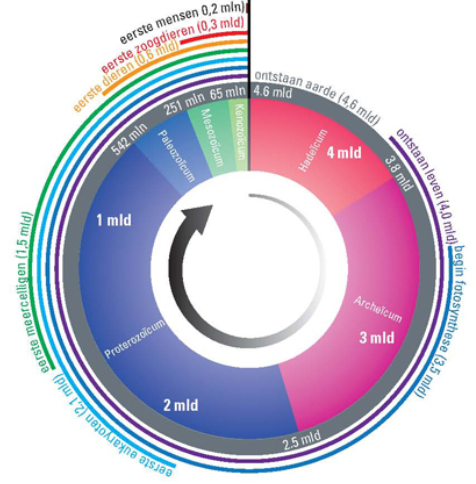 eerste mensen 0,2 mln)
eerste zoogdieren (0,3 mld)
eerste dieren (0,6 mld)
ontstaan aarde (4,6 mld)
ontstaan leven (4,0 mld)
begin fotosynthese (3,5 mld)
eerste eukaryoten (2,1 mld)
eerste meercelligen (1,5 mld)
4.6 mld
3.8 mld
2.5 mld
542 mln
251 mln
65 mln
Hadeïcum
4 mld
Archeïcum
3 mld
Proterozoïcum
2 mld
1 mld
Paleozoïcum
Mesozoïcum
Kenozoïcum